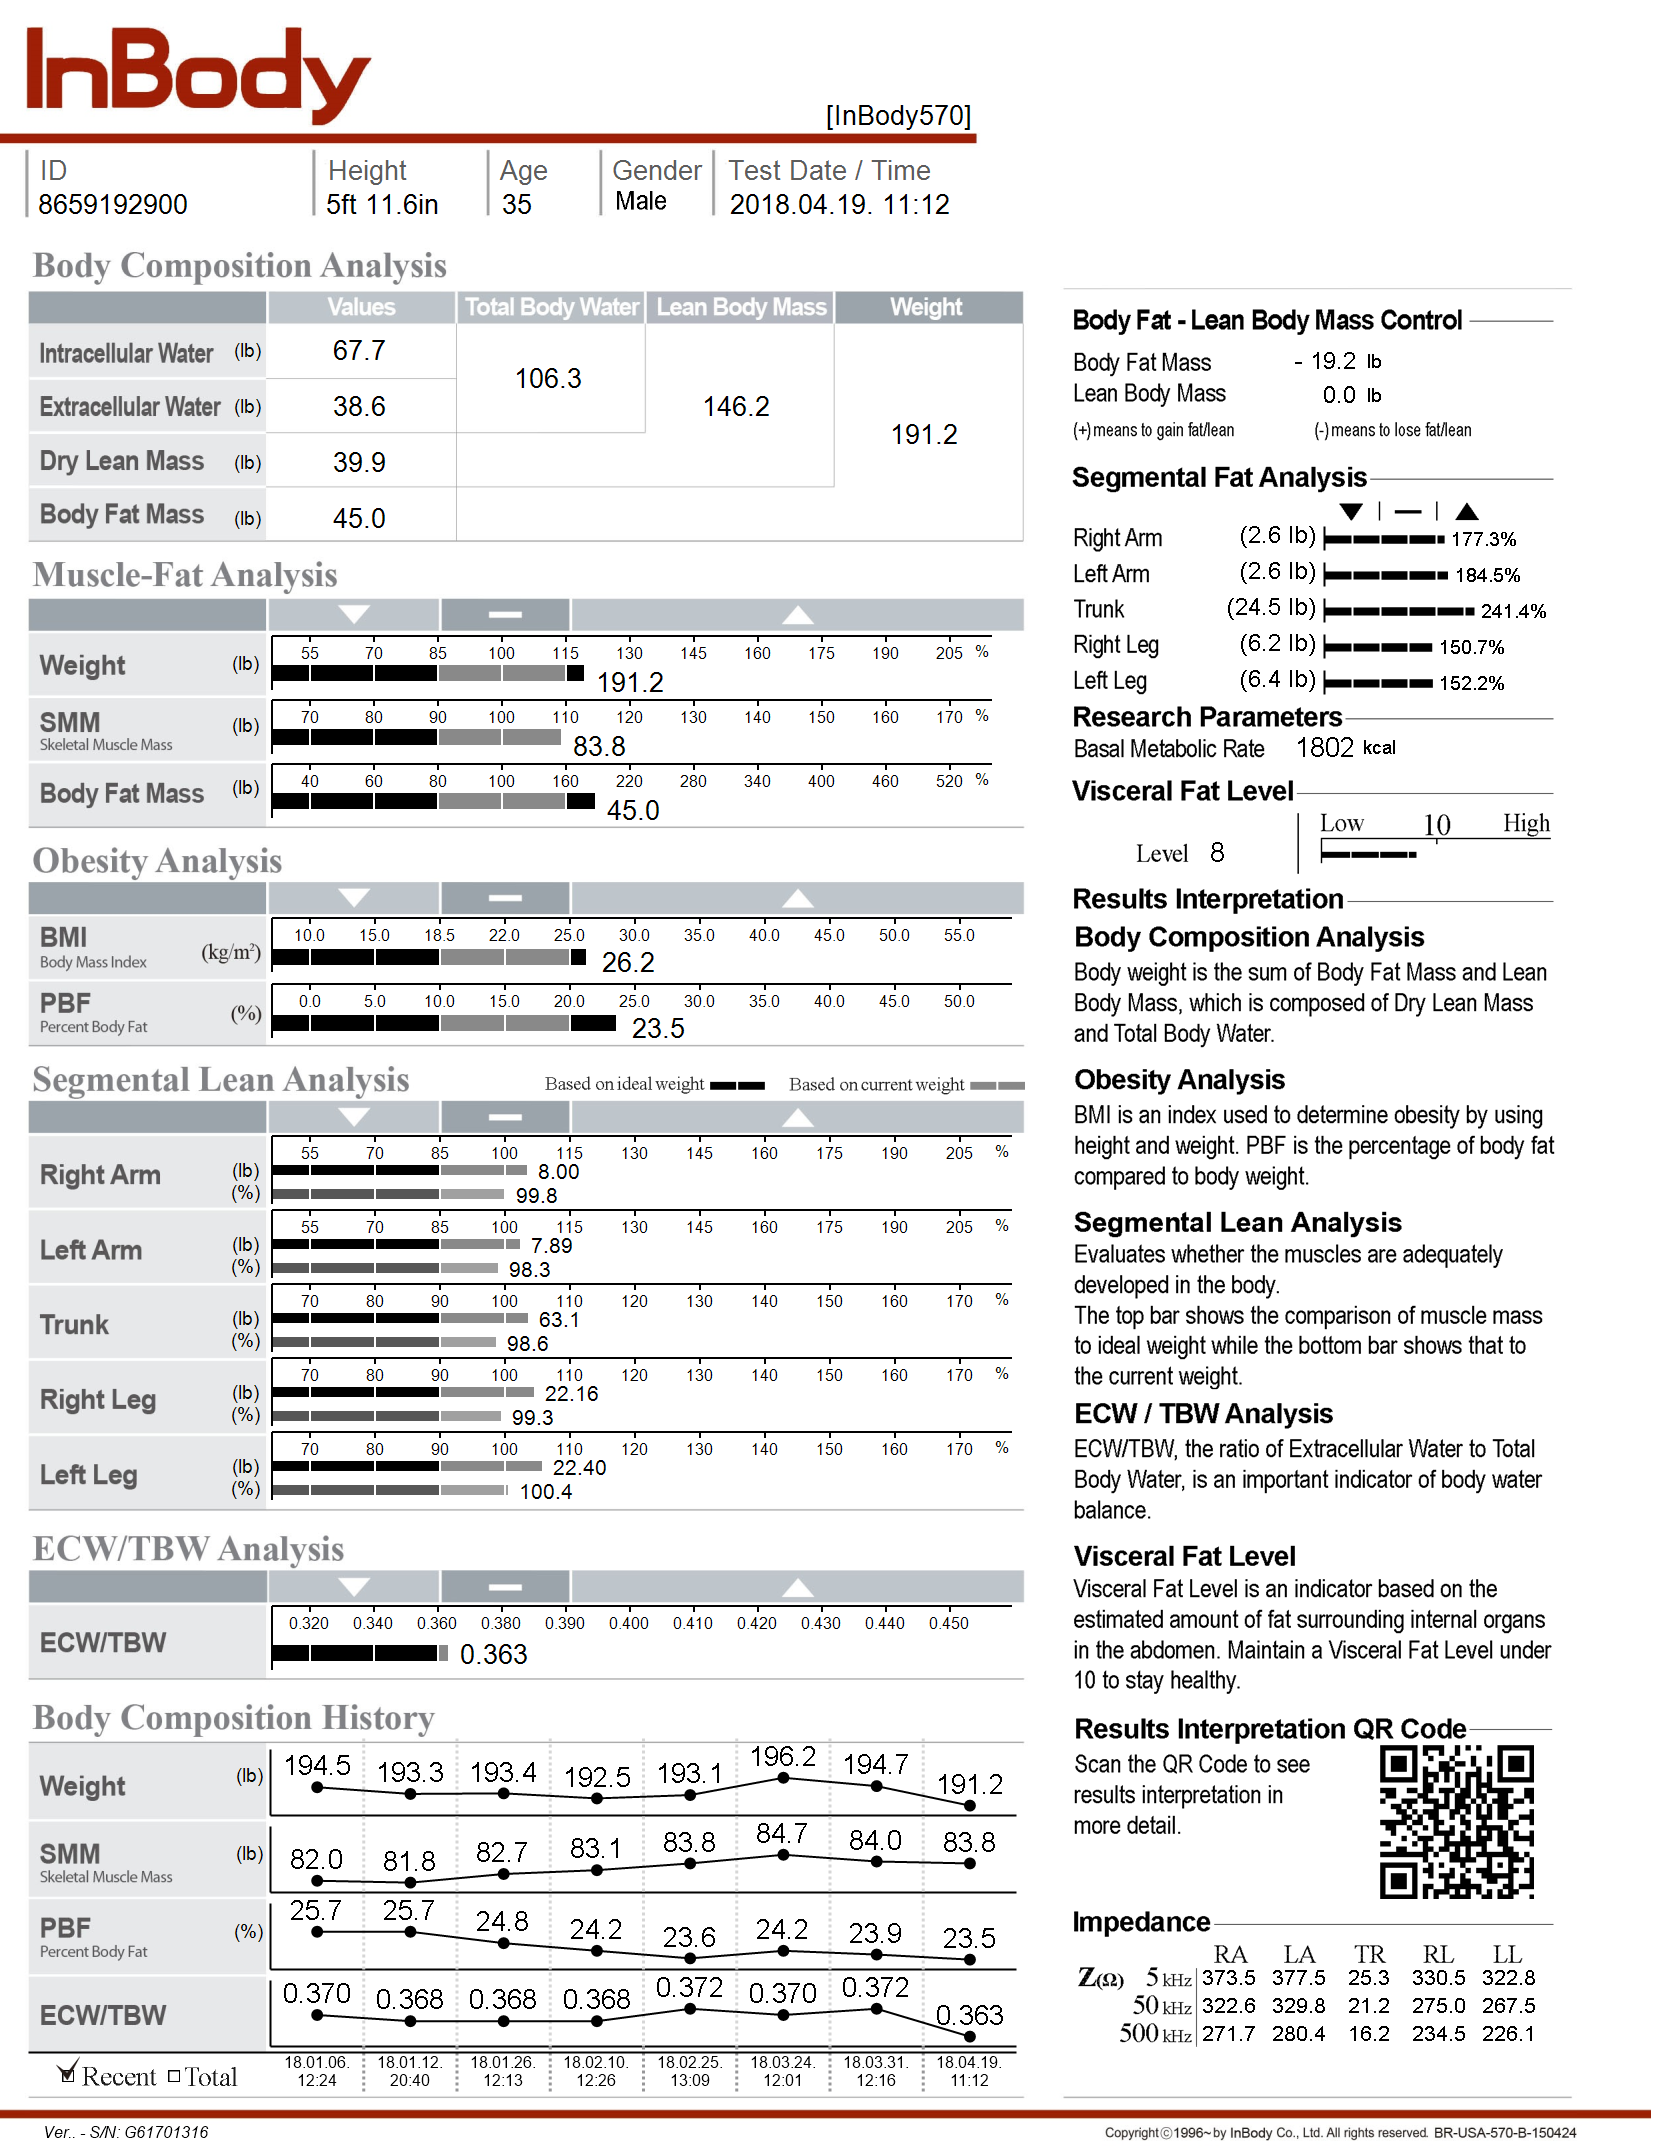 InBody
[InBody570]
ID Height Age Gender Test Date / Time
8659192900 5ft 11.6in 35 Male 2018.04.19. 11:12
Body Composition Analysis
Values Total Body Water Lean Body Mass Weight
Intracellular Water (lb) 67.7
106.3
Extracellular Water (lb) 38.6
146.2
191.2
Dry Lean Mass (lb) 39.9
Body Fat Mass (lb) 45.0
Muscle-Fat Analysis
55 70 85 100 115 130 145 160 175 190 205 %
Weight (lb) 191.2
70 80 90 100 110 120 130 140 150 160 170 %
SMM (lb) 83.8
Skeletal Muscle Mass
40 60 80 100 160 220 280 340 400 460 520 %
Body Fat Mass (lb) 45.0
Obesity Analysis
10.0 15.0 18.5 22.0 25.0 30.0 35.0 40.0 45.0 50.0 55.0
BMI (kg/m²) 26.2
Body Mass Index
0.0 5.0 10.0 15.0 20.0 25.0 30.0 35.0 40.0 45.0 50.0
PBF (%) 23.5
Percent Body Fat
Segmental Lean Analysis Based on ideal weight Based on current weight
55 70 85 100 115 130 145 160 175 190 205 %
Right Arm (lb) 8.00
(%) 99.8
55 70 85 100 115 130 145 160 175 190 205 %
Left Arm (lb) 7.89
(%) 98.3
70 80 90 100 110 120 130 140 150 160 170 %
Trunk (lb) 63.1
(%) 98.6
70 80 90 100 110 120 130 140 150 160 170 %
Right Leg (lb) 22.16
(%) 99.3
70 80 90 100 110 120 130 140 150 160 170 %
Left Leg (lb) 22.40
(%) 100.4
ECW/TBW Analysis
0.320 0.340 0.360 0.380 0.390 0.400 0.410 0.420 0.430 0.440 0.450
ECW/TBW 0.363
Body Composition History
Weight (lb) 194.5 193.3 193.4 192.5 193.1 196.2 194.7 191.2
SMM (lb) 82.0 81.8 82.7 83.1 83.8 84.7 84.0 83.8
Skeletal Muscle Mass
PBF (%) 25.7 25.7 24.8 24.2 23.6 24.2 23.9 23.5
Percent Body Fat
ECW/TBW 0.370 0.368 0.368 0.368 0.372 0.370 0.372 0.363
Recent Total
18.01.06. 18.01.12. 18.01.26. 18.02.10. 18.02.25. 18.03.24. 18.03.31. 18.04.19.
12:24 20:40 12:13 12:26 13:09 12:01 12:16 11:12
Body Fat - Lean Body Mass Control
Body Fat Mass - 19.2 lb
Lean Body Mass 0.0 lb
(+) means to gain fat/lean (-) means to lose fat/lean
Segmental Fat Analysis
Right Arm (2.6 lb) 177.3%
Left Arm (2.6 lb) 184.5%
Trunk (24.5 lb) 241.4%
Right Leg (6.2 lb) 150.7%
Left Leg (6.4 lb) 152.2%
Research Parameters
Basal Metabolic Rate 1802 kcal
Visceral Fat Level
Low 10 High
Level 8
Results Interpretation
Body Composition Analysis
Body weight is the sum of Body Fat Mass and Lean
Body Mass, which is composed of Dry Lean Mass
and Total Body Water.
Obesity Analysis
BMI is an index used to determine obesity by using
height and weight. PBF is the percentage of body fat
compared to body weight.
Segmental Lean Analysis
Evaluates whether the muscles are adequately
developed in the body.
The top bar shows the comparison of muscle mass
to ideal weight while the bottom bar shows that to
the current weight.
ECW / TBW Analysis
ECW/TBW, the ratio of Extracellular Water to Total
Body Water, is an important indicator of body water
balance.
Visceral Fat Level
Visceral Fat Level is an indicator based on the
estimated amount of fat surrounding internal organs
in the abdomen. Maintain a Visceral Fat Level under
10 to stay healthy.
Results Interpretation QR Code
Scan the QR Code to see
results interpretation in
more detail.
Impedance
RA LA TR RL LL
Z(Ω) 5 kHz 373.5 377.5 25.3 330.5 322.8
50 kHz 322.6 329.8 21.2 275.0 267.5
500 kHz 271.7 280.4 16.2 234.5 226.1
Ver.. - S/N: G61701316
Copyright©1996~ by InBody Co., Ltd. All rights reserved. BR-USA-570-B-150424